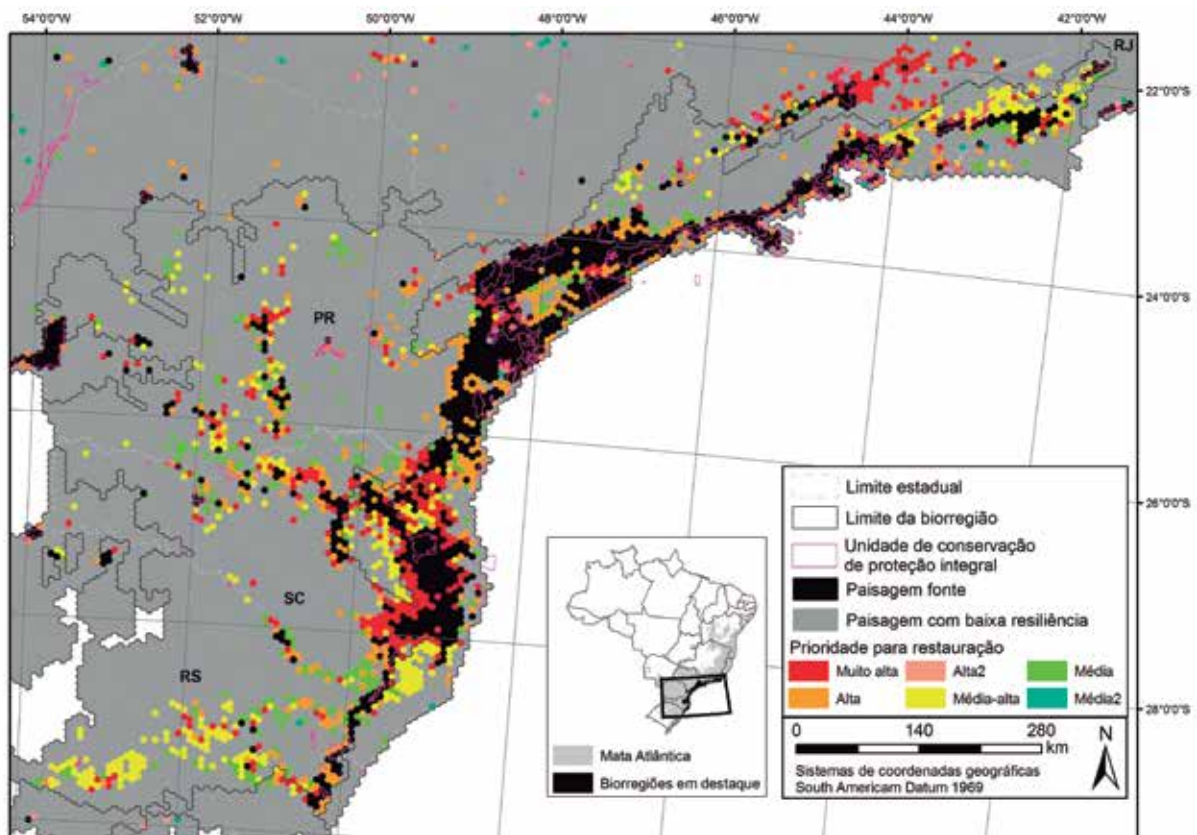 54°0'0"W
52°0'0"W
50°0'0"W
48°0'0"W
46°0'0"W
44°0'0"W
42°0'0"W
RJ
22°0'0"S
24°0'0"S
PR
26°0'0"S
SC
RS
28°0'0"S
Limite estadual
Limite da biorregião
Unidade de conservação
de proteção integral
Paisagem fonte
Paisagem com baixa resiliência
Prioridade para restauração
Muito alta
Alta2
Média
Alta
Média-alta
Média2
0 140 280
km
N
Sistemas de coordenadas geográficas
South Americam Datum 1969
Mata Atlântica
Biorregiões em destaque